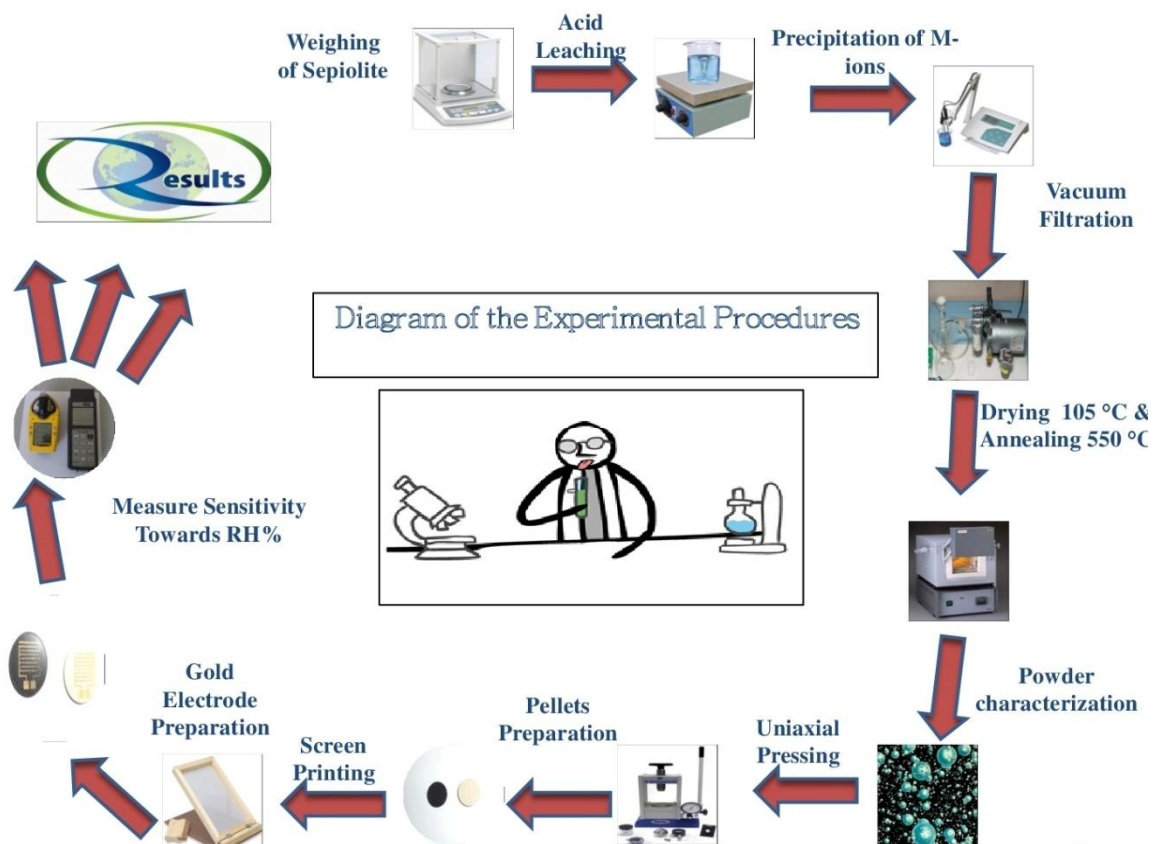 Weighing
of Sepiolite
Acid
Leaching
Precipitation of M-
ions
Vacuum
Filtration
Drying 105 °C &
Annealing 550 °C
Powder
characterization
Uniaxial
Pressing
Pellets
Preparation
Screen
Printing
Gold
Electrode
Preparation
Measure Sensitivity
Towards RH%
Results
Diagram of the Experimental Procedures